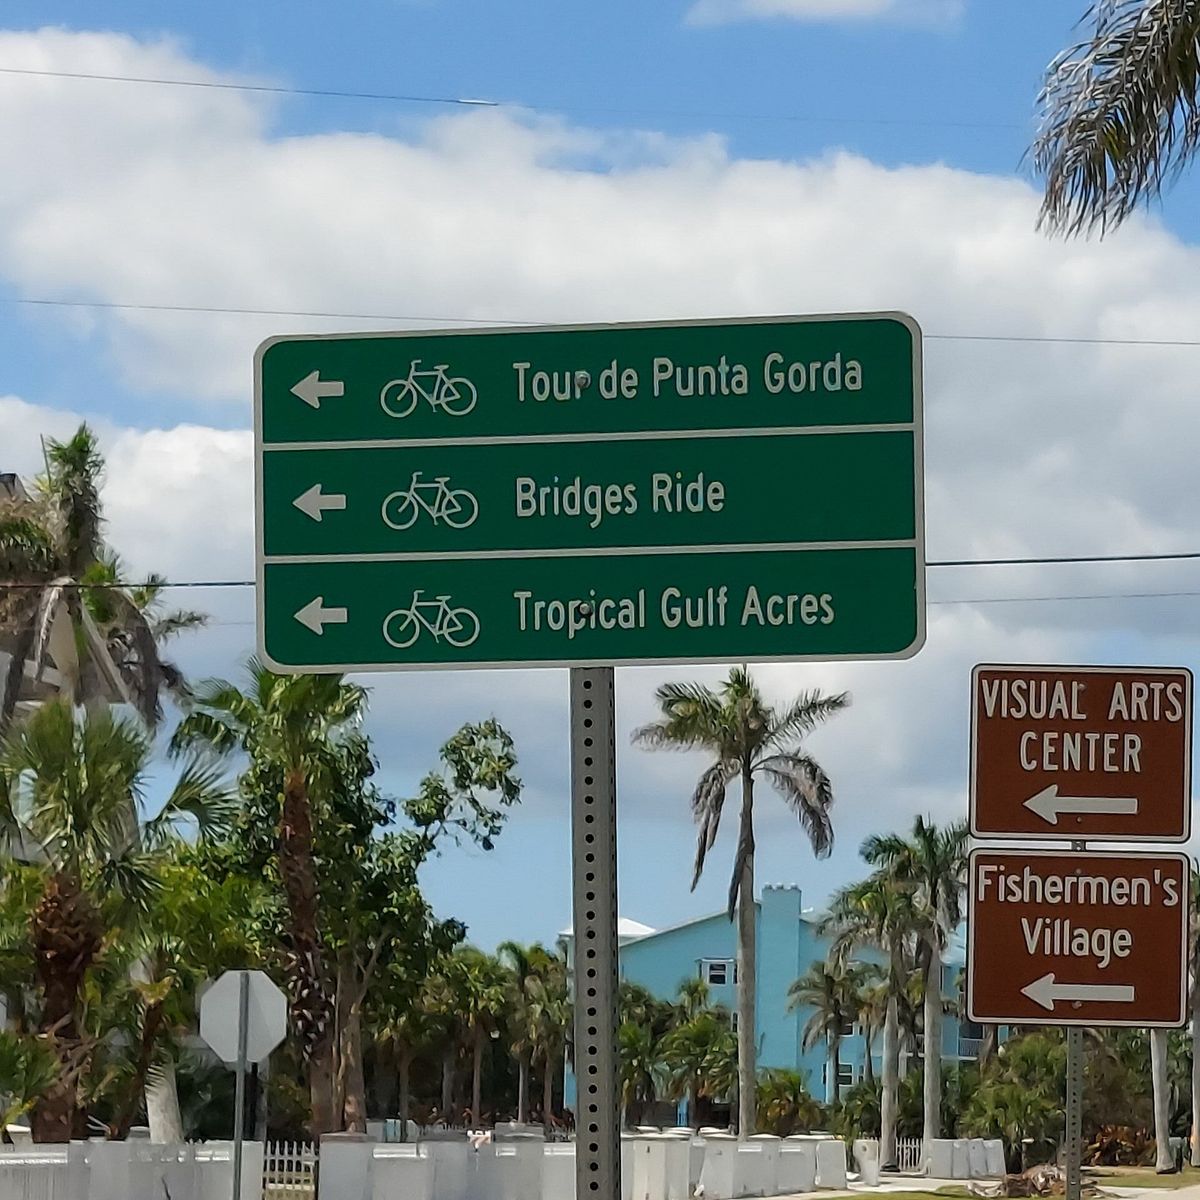 Tour de Punta Gorda
Bridges Ride
Tropical Gulf Acres
VISUAL ARTS
CENTER
Fishermen's
Village